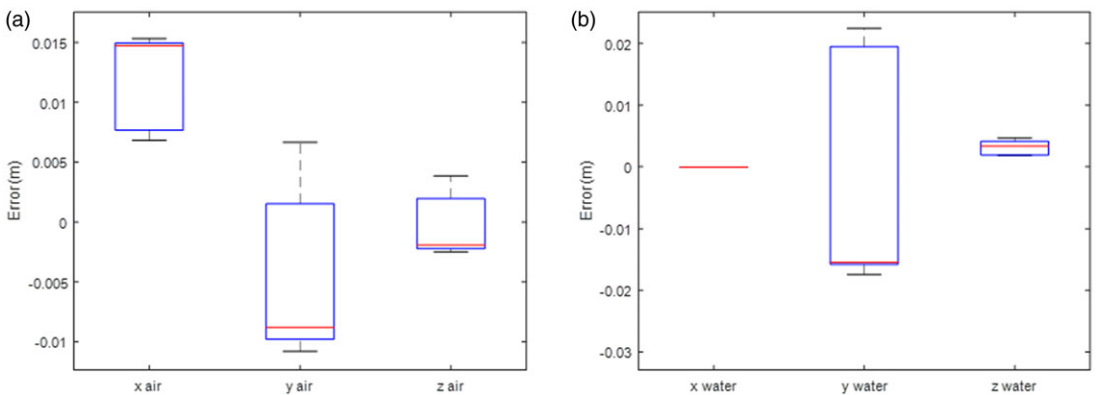 (a)
Error(m)
0.015
0.01
0.005
0
-0.005
-0.01
x air
y air
z air
(b)
Error(m)
0.02
0.01
0
-0.01
-0.02
-0.03
x water
y water
z water